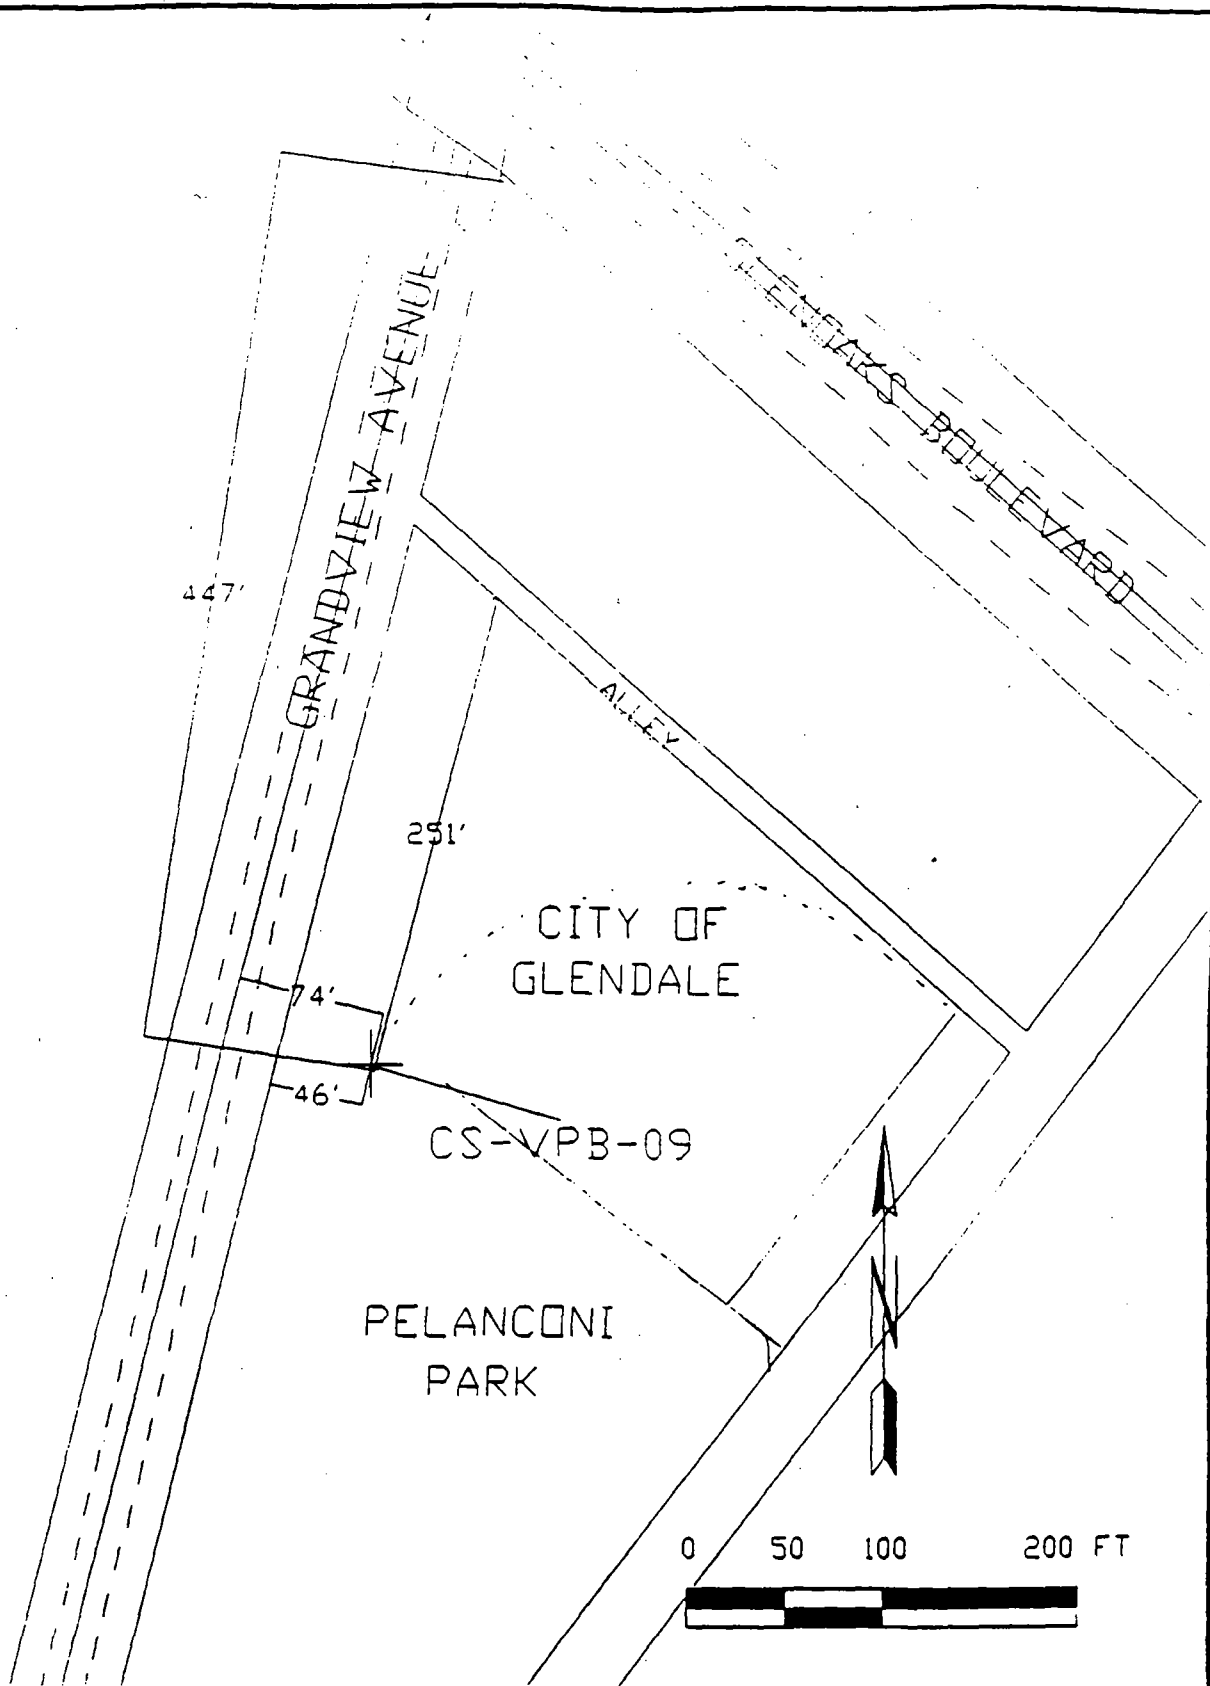 GLENOAKS BOULEVARD
GRANDVIEW AVENUE
447'
ALLEY
251'
CITY OF
GLENDALE
74'
46'
CS-VPB-09
N
PELANCONI
PARK
0 50 100 200 FT